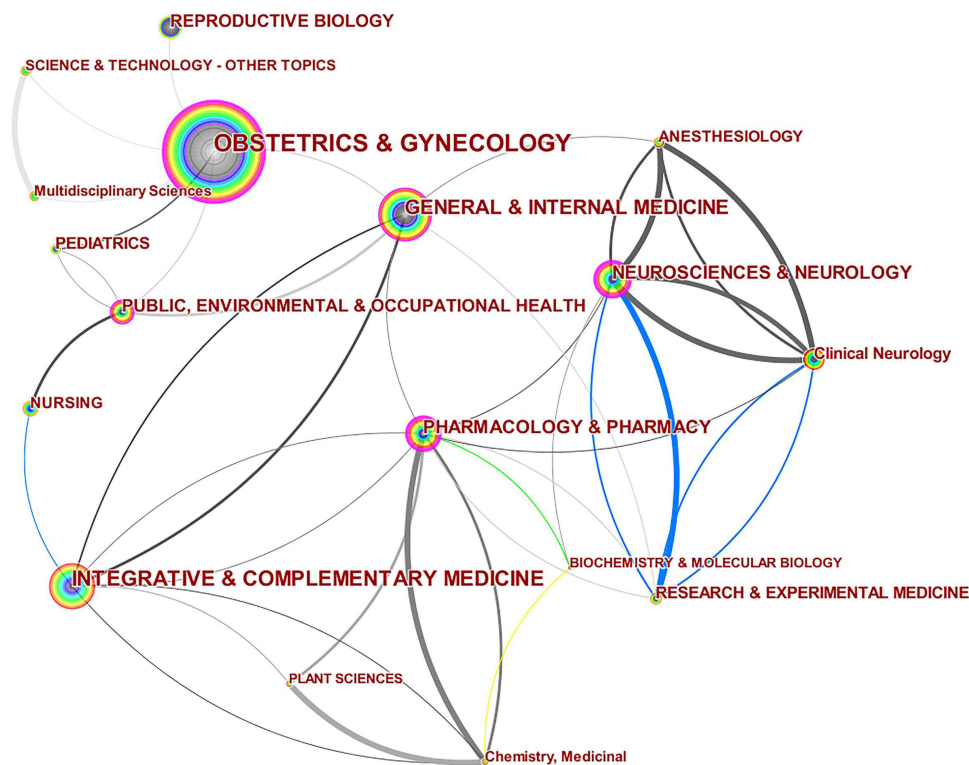 REPRODUCTIVE BIOLOGY
SCIENCE & TECHNOLOGY - OTHER TOPICS
OBSTETRICS & GYNECOLOGY
ANESTHESIOLOGY
Multidisciplinary Sciences
GENERAL & INTERNAL MEDICINE
PEDIATRICS
NEUROSCIENCES & NEUROLOGY
PUBLIC, ENVIRONMENTAL & OCCUPATIONAL HEALTH
Clinical Neurology
NURSING
PHARMACOLOGY & PHARMACY
BIOCHEMISTRY & MOLECULAR BIOLOGY
INTEGRATIVE & COMPLEMENTARY MEDICINE
RESEARCH & EXPERIMENTAL MEDICINE
PLANT SCIENCES
Chemistry, Medicinal